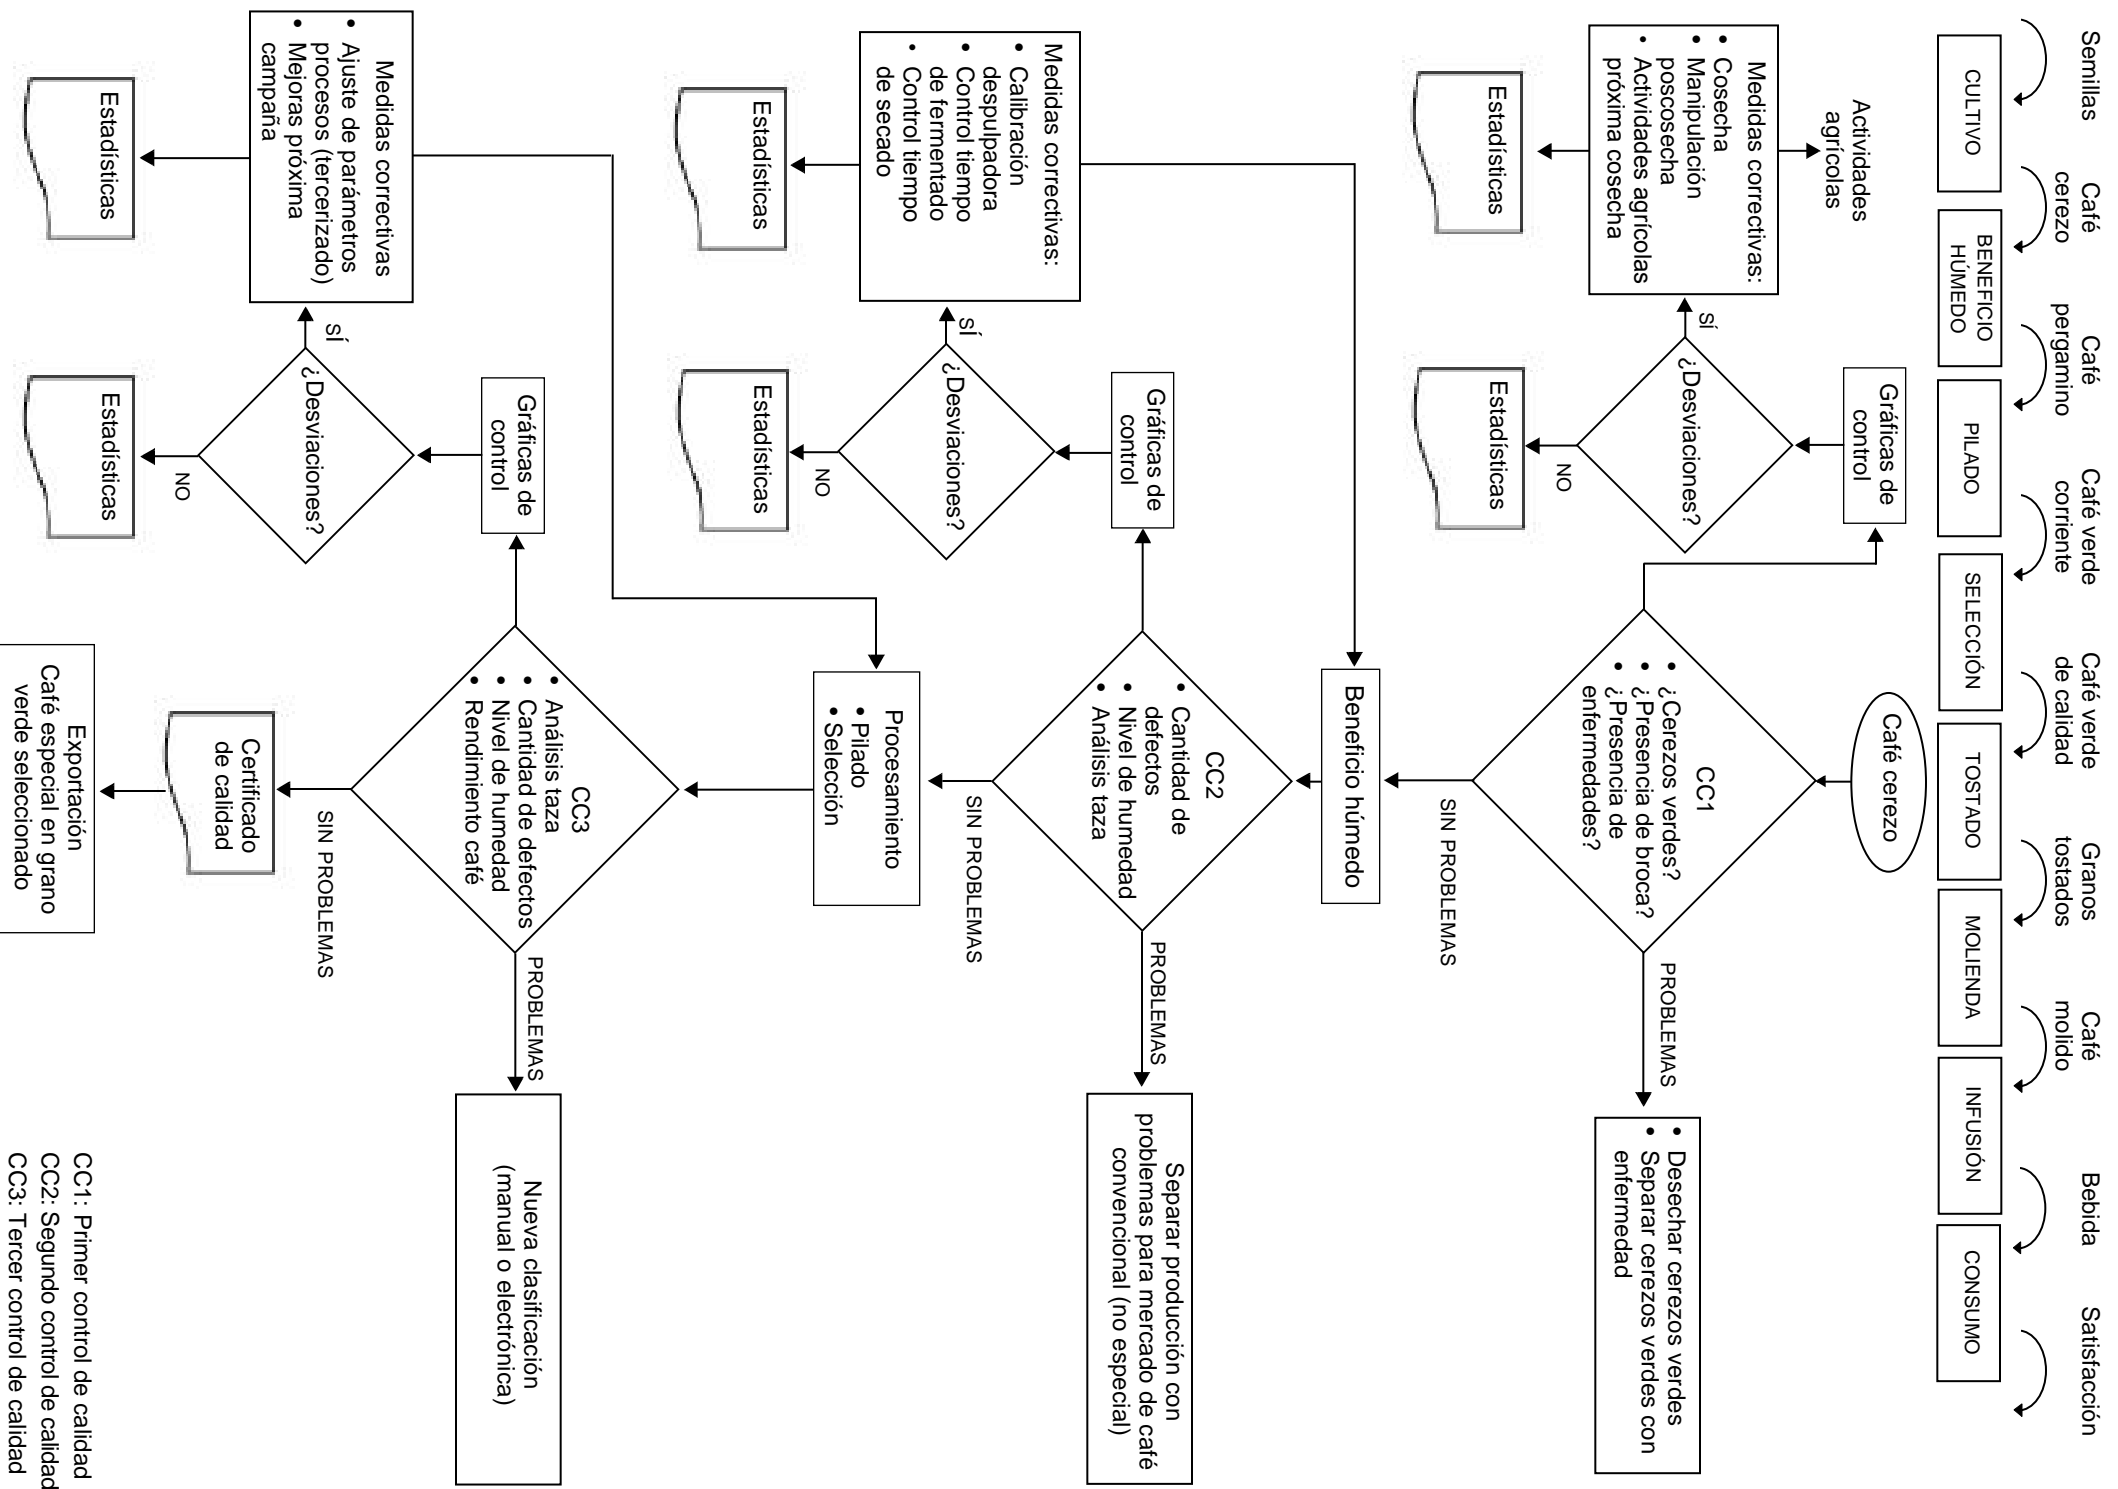 Semillas
Café
cerezo
Café
pergamino
Café verde
corriente
Café verde
de calidad
Granos
tostados
Café
molido
Bebida
Satisfacción
CULTIVO
BENEFICIO
HÚMEDO
PILADO
SELECCIÓN
TOSTADO
MOLIENDA
INFUSIÓN
CONSUMO
Actividades
agrícolas
Gráficas de
control
Café cerezo
Medidas correctivas:
• Cosecha
• Manipulación
poscosecha
• Actividades agrícolas
próxima cosecha
SÍ
¿Desviaciones?
CC1
• ¿Cerezos verdes?
• ¿Presencia de broca?
• ¿Presencia de
enfermedades?
PROBLEMAS
• Desechar cerezos verdes
• Separar cerezos verdes con
enfermedad
NO
Estadísticas
Estadísticas
SIN PROBLEMAS
Beneficio húmedo
Medidas correctivas:
• Calibración
despulpadora
• Control tiempo
de fermentado
• Control tiempo
de secado
SÍ
¿Desviaciones?
Gráficas de
control
CC2
• Cantidad de
defectos
• Nivel de humedad
• Análisis taza
PROBLEMAS
Separar producción con
problemas para mercado de café
convencional (no especial)
NO
Estadísticas
Estadísticas
SIN PROBLEMAS
Procesamiento
• Pilado
• Selección
Medidas correctivas
• Ajuste de parámetros
procesos (tercerizado)
• Mejoras próxima
campaña
SÍ
¿Desviaciones?
Gráficas de
control
CC3
• Análisis taza
• Cantidad de defectos
• Nivel de humedad
• Rendimiento café
PROBLEMAS
Nueva clasificación
(manual o electrónica)
NO
Estadísticas
Estadísticas
SIN PROBLEMAS
Certificado
de calidad
Exportación
Café especial en grano
verde seleccionado
CC1: Primer control de calidad
CC2: Segundo control de calidad
CC3: Tercer control de calidad